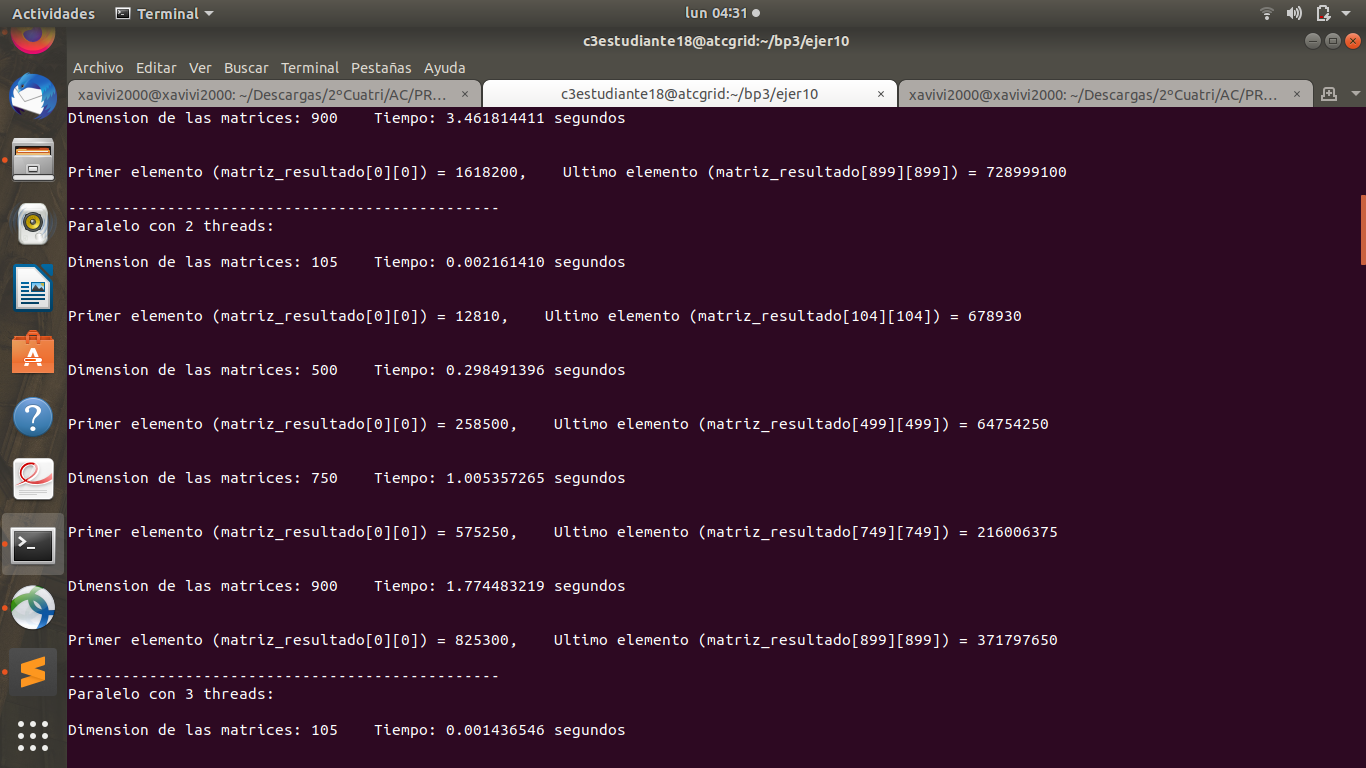 Actividades Terminal lun 04:31
c3estudiante18@atcgrid:~/bp3/ejer10
Archivo Editar Ver Buscar Terminal Pestañas Ayuda
xavivi2000@xavivi2000: ~/Descargas/2ºCuatri/AC/PR... × c3estudiante18@atcgrid:~/bp3/ejer10 × xavivi2000@xavivi2000: ~/Descargas/2ºCuatri/AC/PR... ×
Dimension de las matrices: 900    Tiempo: 3.461814411 segundos
Primer elemento (matriz_resultado[0][0]) = 1618200,    Ultimo elemento (matriz_resultado[899][899]) = 728999100
------------------------------------------------
Paralelo con 2 threads:
Dimension de las matrices: 105    Tiempo: 0.002161410 segundos
Primer elemento (matriz_resultado[0][0]) = 12810,    Ultimo elemento (matriz_resultado[104][104]) = 678930
Dimension de las matrices: 500    Tiempo: 0.298491396 segundos
Primer elemento (matriz_resultado[0][0]) = 258500,    Ultimo elemento (matriz_resultado[499][499]) = 64754250
Dimension de las matrices: 750    Tiempo: 1.005357265 segundos
Primer elemento (matriz_resultado[0][0]) = 575250,    Ultimo elemento (matriz_resultado[749][749]) = 216006375
Dimension de las matrices: 900    Tiempo: 1.774483219 segundos
Primer elemento (matriz_resultado[0][0]) = 825300,    Ultimo elemento (matriz_resultado[899][899]) = 371797650
------------------------------------------------
Paralelo con 3 threads:
Dimension de las matrices: 105    Tiempo: 0.001436546 segundos